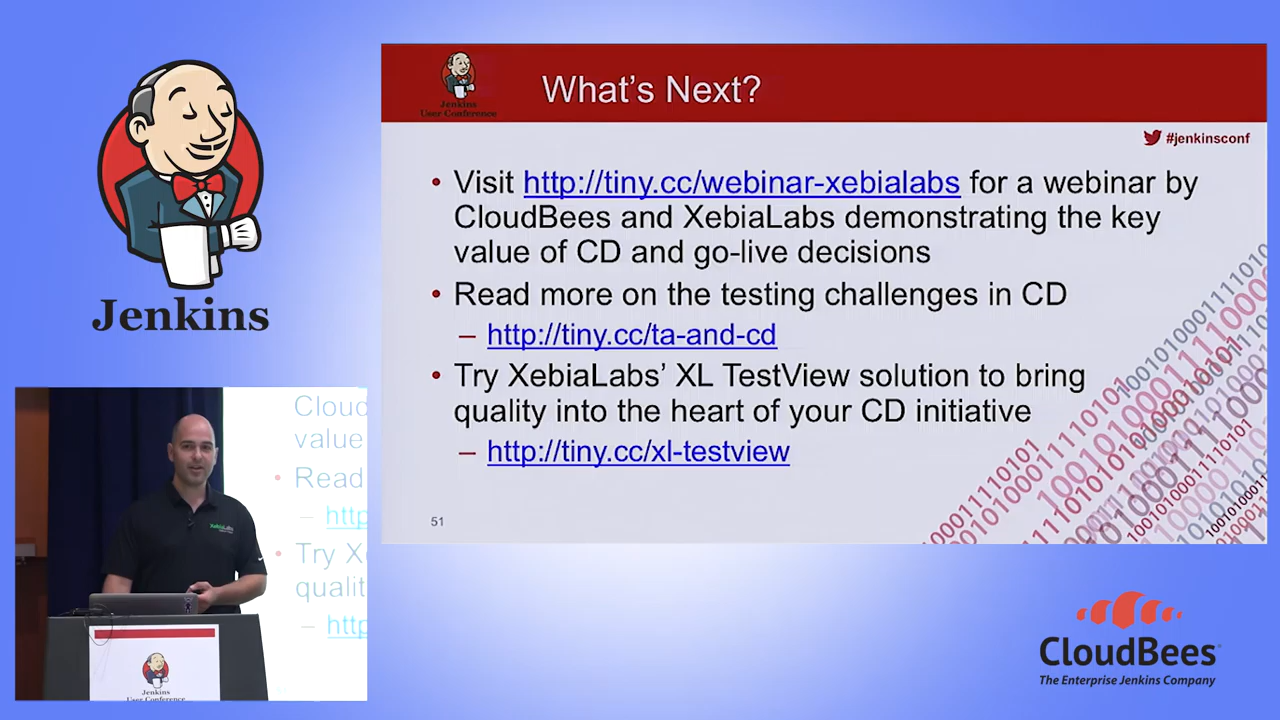 Jenkins
Jenkins
User Conference
What's Next?
#jenkinsconf
• Visit http://tiny.cc/webinar-xebialabs for a webinar by
CloudBees and XebiaLabs demonstrating the key
value of CD and go-live decisions
• Read more on the testing challenges in CD
– http://tiny.cc/ta-and-cd
• Try XebiaLabs' XL TestView solution to bring
quality into the heart of your CD initiative
– http://tiny.cc/xl-testview
51
Cloud
value
• Read
– http
• Try X
qualit
– http
XebiaLabs
Jenkins
User Conference
CloudBees
The Enterprise Jenkins Company